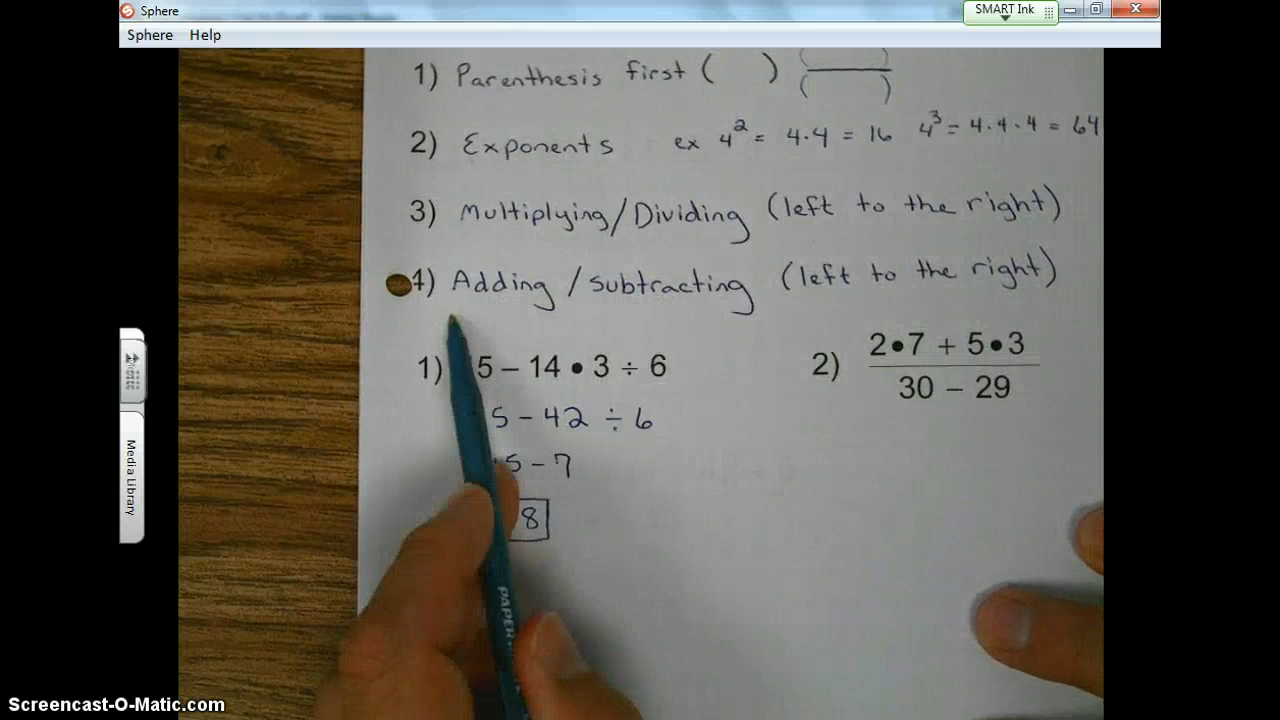 Sphere
SMART Ink
Sphere Help
1) Parenthesis first ( ) ( ) ( )
2) Exponents ex 4² = 4·4 = 16 4³ = 4·4·4 = 64
3) Multiplying/Dividing (left to the right)
4) Adding / subtracting (left to the right)
1) 5 – 14 • 3 ÷ 6
5 – 42 ÷ 6
5 – 7
8
2) 2•7 + 5•3
30 – 29
Media Library
PAPER
Screencast-O-Matic.com